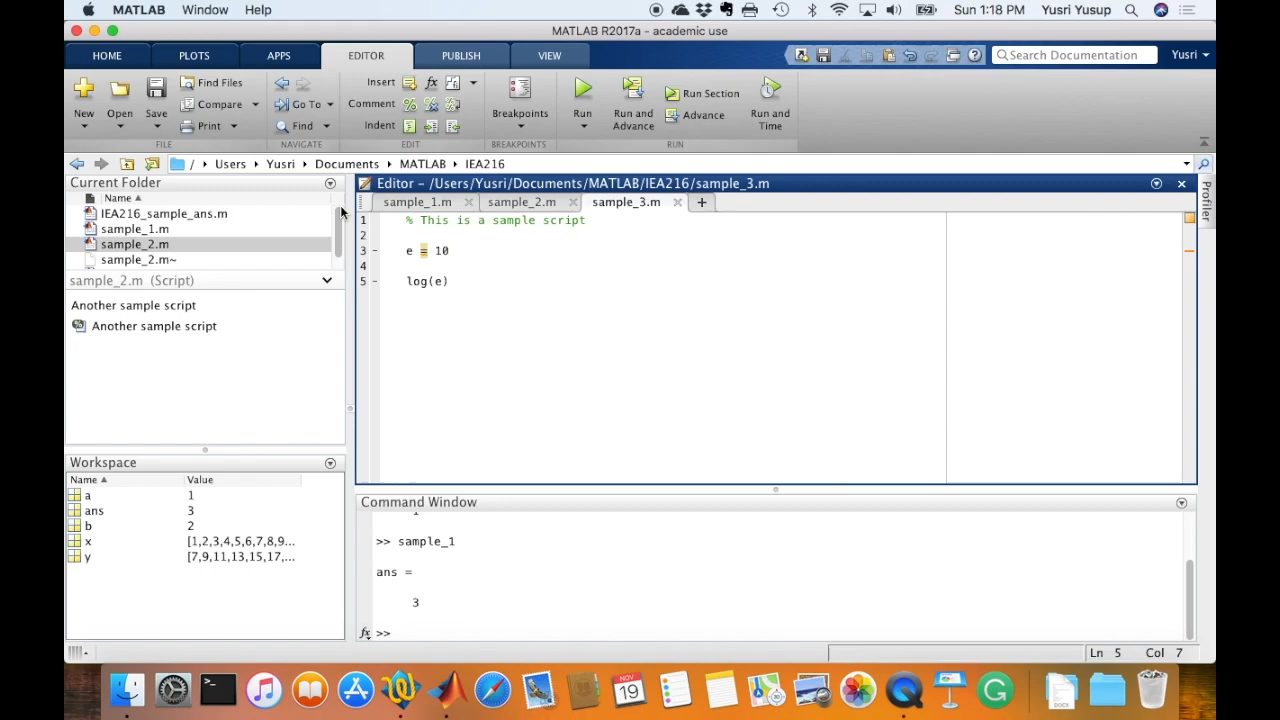 MATLAB Window Help Sun 1:18 PM Yusri Yusup
MATLAB R2017a - academic use
HOME PLOTS APPS EDITOR PUBLISH VIEW Search Documentation Yusri
New Open Save Find Files Compare Print Go To Find Insert fx Comment % Indent Breakpoints Run Run and Advance Run Section Advance Run and Time
FILE NAVIGATE EDIT BREAKPOINTS RUN
/ Users Yusri Documents MATLAB IEA216
Current Folder
Name
IEA216_sample_ans.m
sample_1.m
sample_2.m
sample_2.m~
sample_2.m (Script)
Another sample script
Another sample script
Workspace
Name Value
a 1
ans 3
b 2
x [1,2,3,4,5,6,7,8,9...
y [7,9,11,13,15,17,...
Editor - /Users/Yusri/Documents/MATLAB/IEA216/sample_3.m
sample_1.m sample_2.m sample_3.m +
1 % This is a sample script
2
3 - e = 10
4
5 - log(e)
Profiler
Command Window
1
>> sample_1
ans =
3
fx >>
Ln 5 Col 7
NOV
19
DOCX